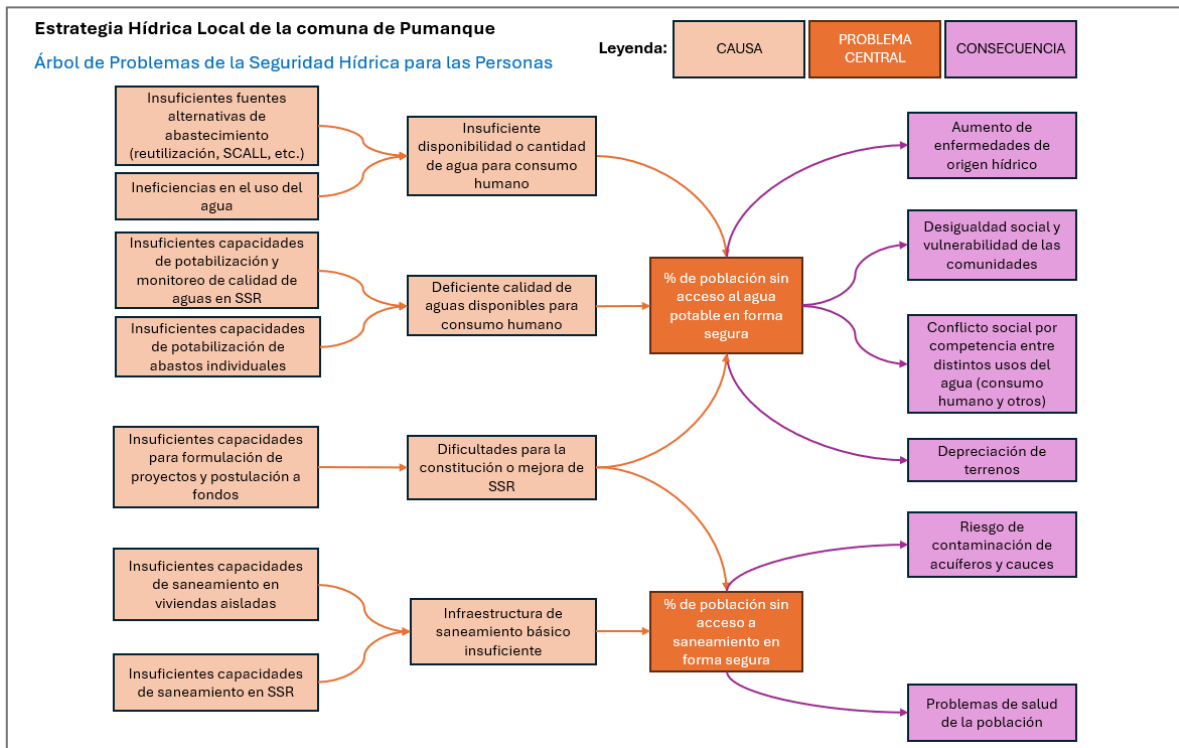 Estrategia Hídrica Local de la comuna de Pumanque
Árbol de Problemas de la Seguridad Hídrica para las Personas
Leyenda:
CAUSA
PROBLEMA
CENTRAL
CONSECUENCIA
Insuficientes fuentes
alternativas de
abastecimiento
(reutilización, SCALL, etc.)
Ineficiencias en el uso del
agua
Insuficientes capacidades
de potabilización y
monitoreo de calidad de
aguas en SSR
Insuficientes capacidades
de potabilización de
abastos individuales
Insuficientes capacidades
para formulación de
proyectos y postulación a
fondos
Insuficientes capacidades
de saneamiento en
viviendas aisladas
Insuficientes capacidades
de saneamiento en SSR
Insuficiente
disponibilidad o cantidad
de agua para consumo
humano
Deficiente calidad de
aguas disponibles para
consumo humano
Dificultades para la
constitución o mejora de
SSR
Infraestructura de
saneamiento básico
insuficiente
% de población sin
acceso al agua
potable en forma
segura
% de población sin
acceso a
saneamiento en
forma segura
Aumento de
enfermedades de
origen hídrico
Desigualdad social y
vulnerabilidad de las
comunidades
Conflicto social por
competencia entre
distintos usos del
agua (consumo
humano y otros)
Depreciación de
terrenos
Riesgo de
contaminación de
acuíferos y cauces
Problemas de salud
de la población